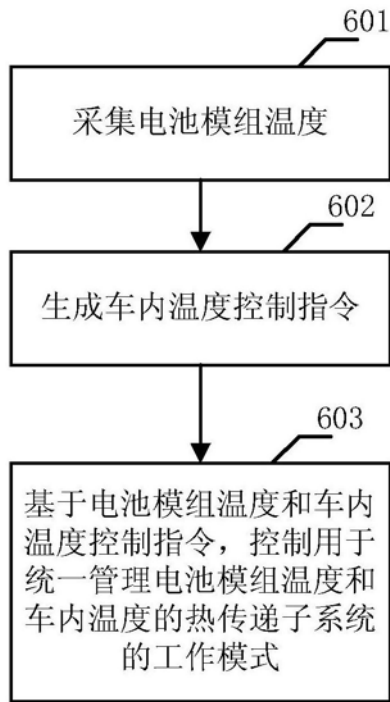 601
采集电池模组温度
602
生成车内温度控制指令
603
基于电池模组温度和车内
温度控制指令，控制用于
统一管理电池模组温度和
车内温度的热传递子系统
的工作模式